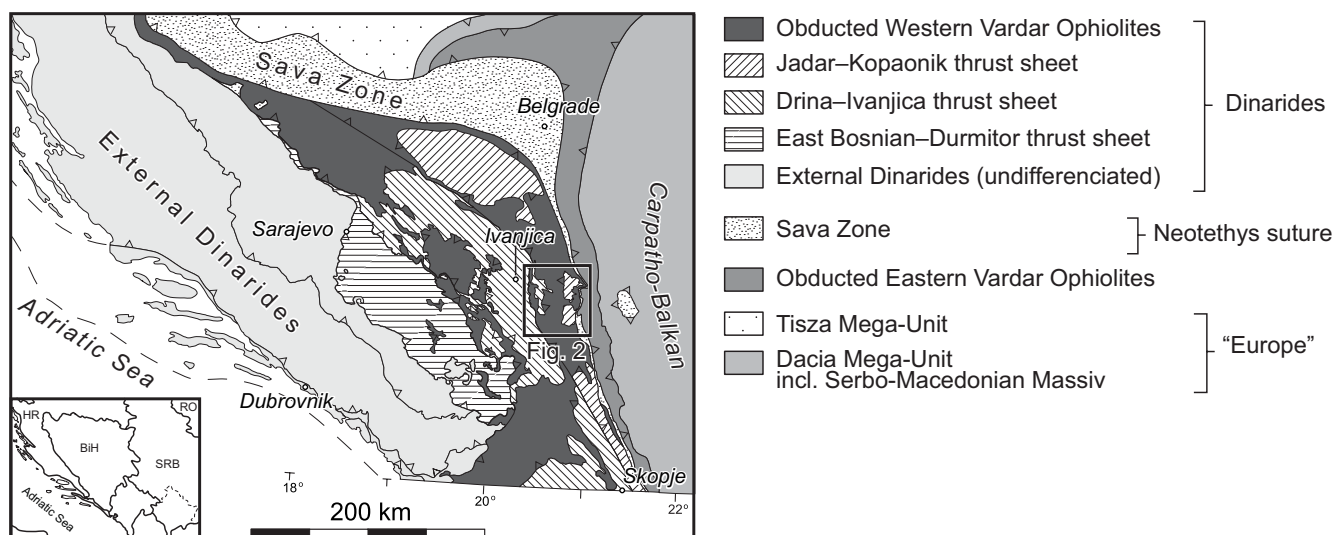 Sava Zone
Belgrade
External Dinarides
Carpatho-Balkan
Sarajevo
Ivanjica
Fig. 2
Adriatic Sea
Dubrovnik
Skopje
18°
20°
22°
200 km
HR
RO
BiH
SRB
Adriatic Sea
Obducted Western Vardar Ophiolites
Jadar–Kopaonik thrust sheet
Drina–Ivanjica thrust sheet
East Bosnian–Durmitor thrust sheet
External Dinarides (undifferenciated)
Dinarides
Sava Zone
Neotethys suture
Obducted Eastern Vardar Ophiolites
Tisza Mega-Unit
Dacia Mega-Unit
incl. Serbo-Macedonian Massiv
“Europe”